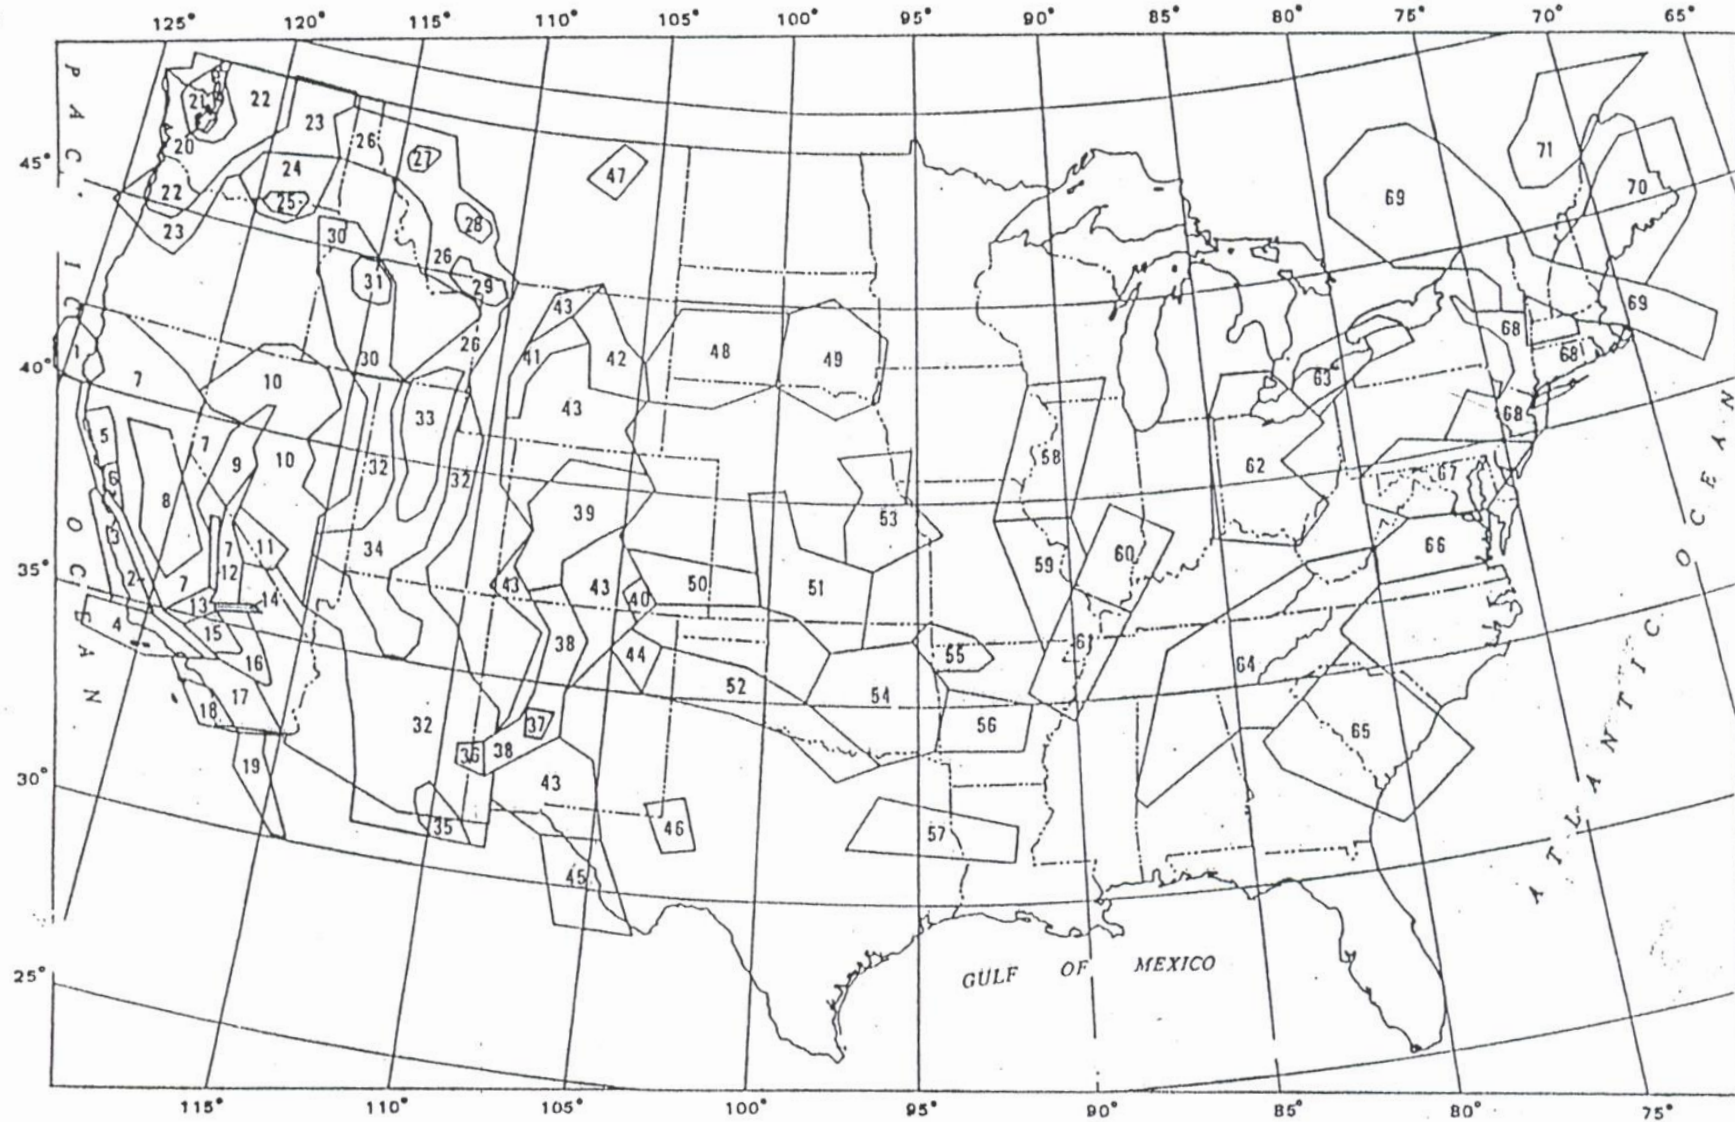 125° 120° 115° 110° 105° 100° 95° 90° 85° 80° 75° 70° 65°
PACIFIC OCEAN
45°
40°
35°
30°
25°
21 22 23 26 27 47 71
20 24 25 28 69 70
22 23 30 26 29 31
43 69
1 7 10 30 26 41 42 48 49 68 68
63
5 7 9 10 33 43 58 68
6 8 32 32 62 67
3 7 11 34 39 53 66
2 7 12 43 43 40 50 51 59 60
4 13 14 15 16 38 44 55 61 64
17 18 32 37 52 54 56 65
19 36 38 43
35 46 57
45
GULF OF MEXICO
ATLANTIC OCEAN
115° 110° 105° 100° 95° 90° 85° 80° 75°